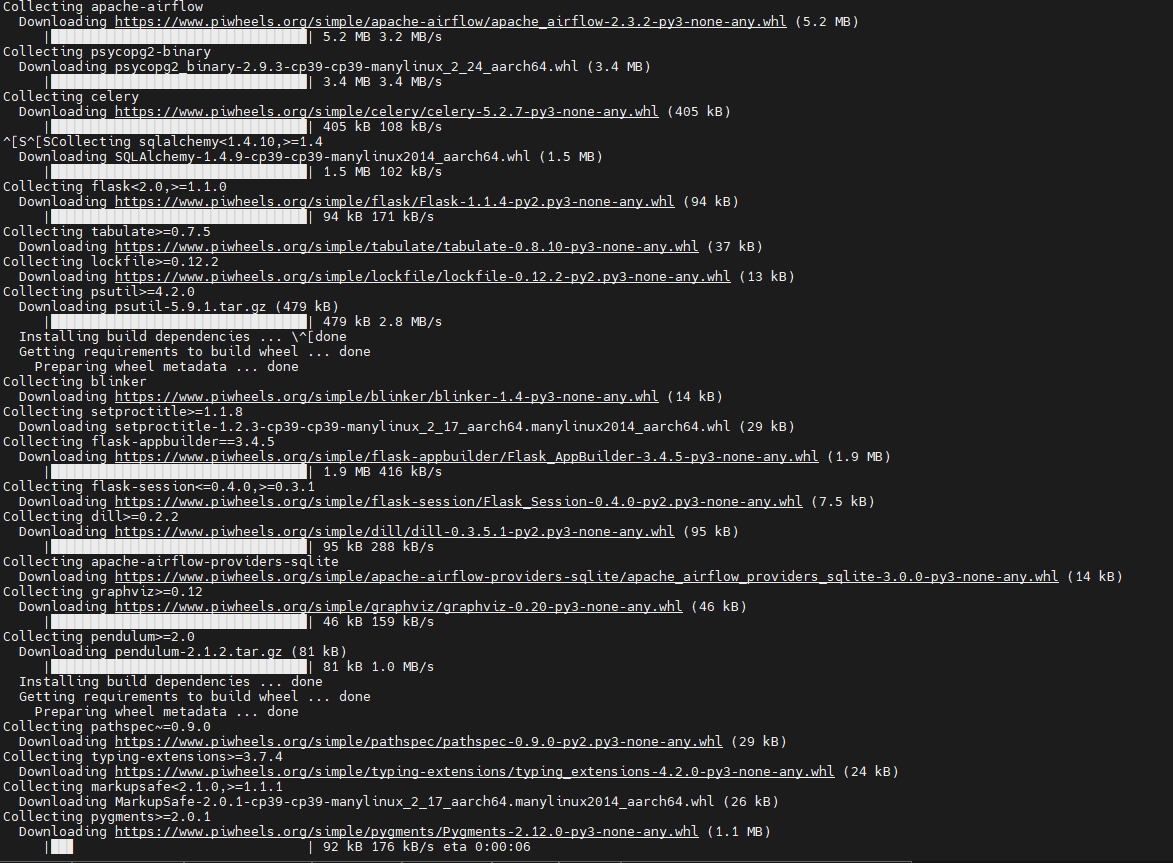 Collecting apache-airflow
  Downloading https://www.piwheels.org/simple/apache-airflow/apache_airflow-2.3.2-py3-none-any.whl (5.2 MB)
     |████████████████████████████████| 5.2 MB 3.2 MB/s
Collecting psycopg2-binary
  Downloading psycopg2_binary-2.9.3-cp39-cp39-manylinux_2_24_aarch64.whl (3.4 MB)
     |████████████████████████████████| 3.4 MB 3.4 MB/s
Collecting celery
  Downloading https://www.piwheels.org/simple/celery/celery-5.2.7-py3-none-any.whl (405 kB)
     |████████████████████████████████| 405 kB 108 kB/s
^[S^[SCollecting sqlalchemy<1.4.10,>=1.4
  Downloading SQLAlchemy-1.4.9-cp39-cp39-manylinux2014_aarch64.whl (1.5 MB)
     |████████████████████████████████| 1.5 MB 102 kB/s
Collecting flask<2.0,>=1.1.0
  Downloading https://www.piwheels.org/simple/flask/Flask-1.1.4-py2.py3-none-any.whl (94 kB)
     |████████████████████████████████| 94 kB 171 kB/s
Collecting tabulate>=0.7.5
  Downloading https://www.piwheels.org/simple/tabulate/tabulate-0.8.10-py3-none-any.whl (37 kB)
Collecting lockfile>=0.12.2
  Downloading https://www.piwheels.org/simple/lockfile/lockfile-0.12.2-py2.py3-none-any.whl (13 kB)
Collecting psutil>=4.2.0
  Downloading psutil-5.9.1.tar.gz (479 kB)
     |████████████████████████████████| 479 kB 2.8 MB/s
  Installing build dependencies ... \^[done
  Getting requirements to build wheel ... done
    Preparing wheel metadata ... done
Collecting blinker
  Downloading https://www.piwheels.org/simple/blinker/blinker-1.4-py3-none-any.whl (14 kB)
Collecting setproctitle>=1.1.8
  Downloading setproctitle-1.2.3-cp39-cp39-manylinux_2_17_aarch64.manylinux2014_aarch64.whl (29 kB)
Collecting flask-appbuilder==3.4.5
  Downloading https://www.piwheels.org/simple/flask-appbuilder/Flask_AppBuilder-3.4.5-py3-none-any.whl (1.9 MB)
     |████████████████████████████████| 1.9 MB 416 kB/s
Collecting flask-session<=0.4.0,>=0.3.1
  Downloading https://www.piwheels.org/simple/flask-session/Flask_Session-0.4.0-py2.py3-none-any.whl (7.5 kB)
Collecting dill>=0.2.2
  Downloading https://www.piwheels.org/simple/dill/dill-0.3.5.1-py2.py3-none-any.whl (95 kB)
     |████████████████████████████████| 95 kB 288 kB/s
Collecting apache-airflow-providers-sqlite
  Downloading https://www.piwheels.org/simple/apache-airflow-providers-sqlite/apache_airflow_providers_sqlite-3.0.0-py3-none-any.whl (14 kB)
Collecting graphviz>=0.12
  Downloading https://www.piwheels.org/simple/graphviz/graphviz-0.20-py3-none-any.whl (46 kB)
     |████████████████████████████████| 46 kB 159 kB/s
Collecting pendulum>=2.0
  Downloading pendulum-2.1.2.tar.gz (81 kB)
     |████████████████████████████████| 81 kB 1.0 MB/s
  Installing build dependencies ... done
  Getting requirements to build wheel ... done
    Preparing wheel metadata ... done
Collecting pathspec~=0.9.0
  Downloading https://www.piwheels.org/simple/pathspec/pathspec-0.9.0-py2.py3-none-any.whl (29 kB)
Collecting typing-extensions>=3.7.4
  Downloading https://www.piwheels.org/simple/typing-extensions/typing_extensions-4.2.0-py3-none-any.whl (24 kB)
Collecting markupsafe<2.1.0,>=1.1.1
  Downloading MarkupSafe-2.0.1-cp39-cp39-manylinux_2_17_aarch64.manylinux2014_aarch64.whl (26 kB)
Collecting pygments>=2.0.1
  Downloading https://www.piwheels.org/simple/pygments/Pygments-2.12.0-py3-none-any.whl (1.1 MB)
     |███                             | 92 kB 176 kB/s eta 0:00:06